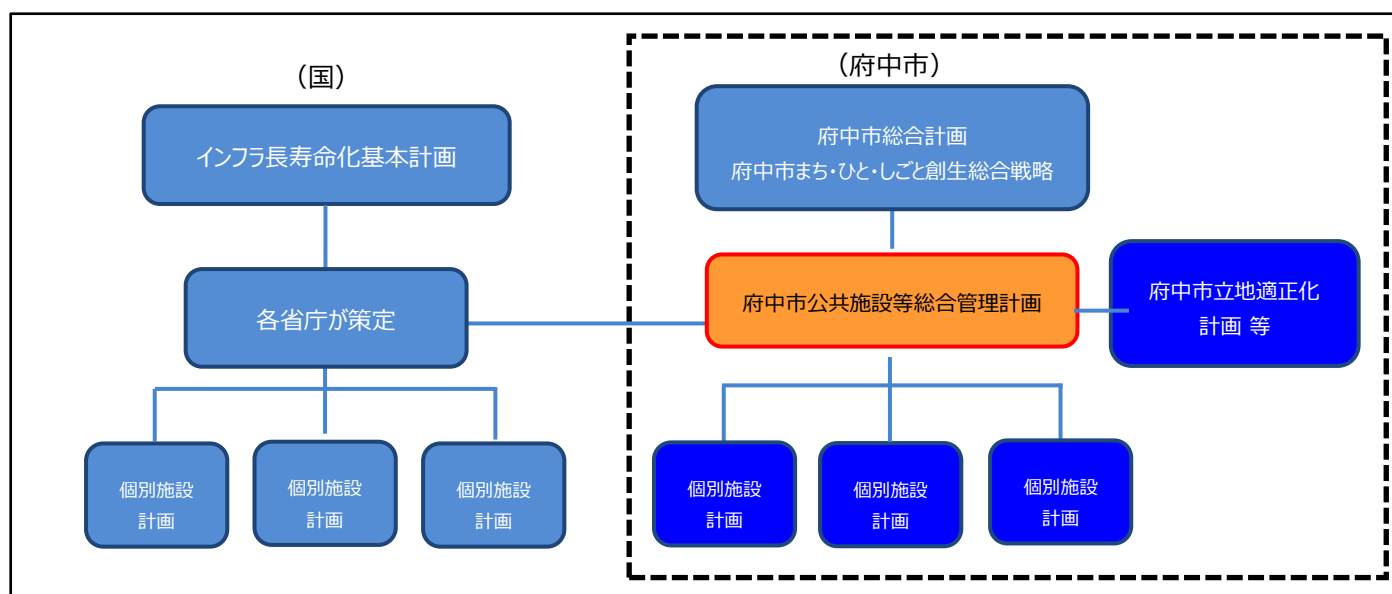 （国）
インフラ長寿命化基本計画
各省庁が策定
個別施設
計画
個別施設
計画
個別施設
計画
（府中市）
府中市総合計画
府中市まち・ひと・しごと創生総合戦略
府中市公共施設等総合管理計画
府中市立地適正化
計画 等
個別施設
計画
個別施設
計画
個別施設
計画